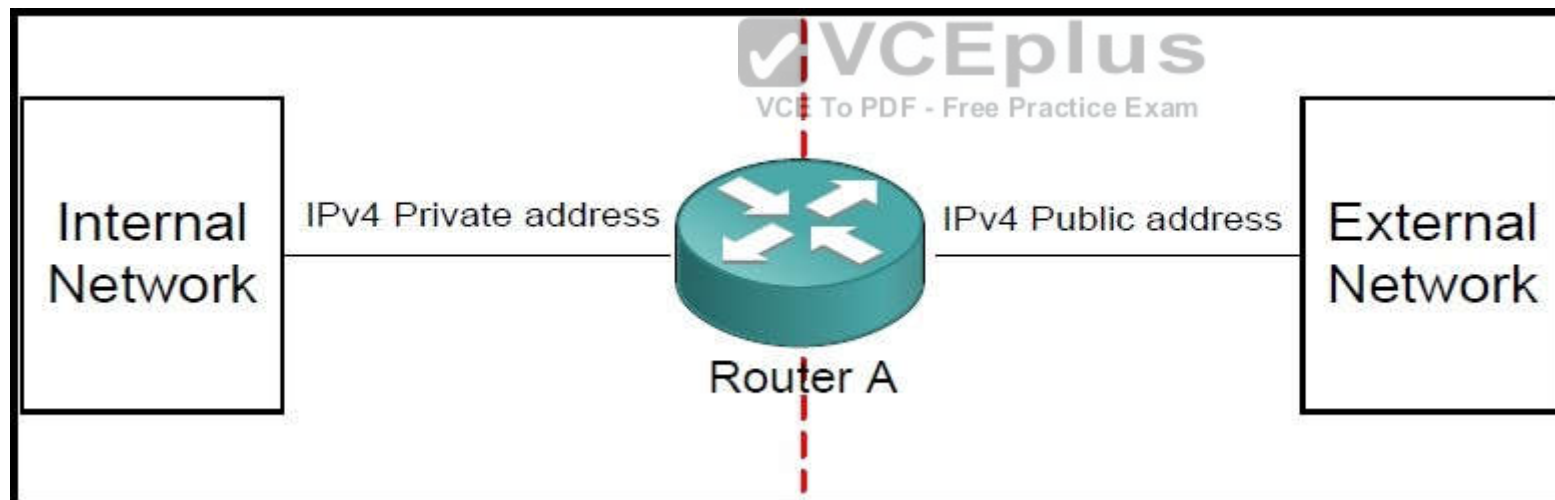 VCEplus
VCE To PDF - Free Practice Exam
Internal
Network
IPv4 Private address
Router A
IPv4 Public address
External
Network